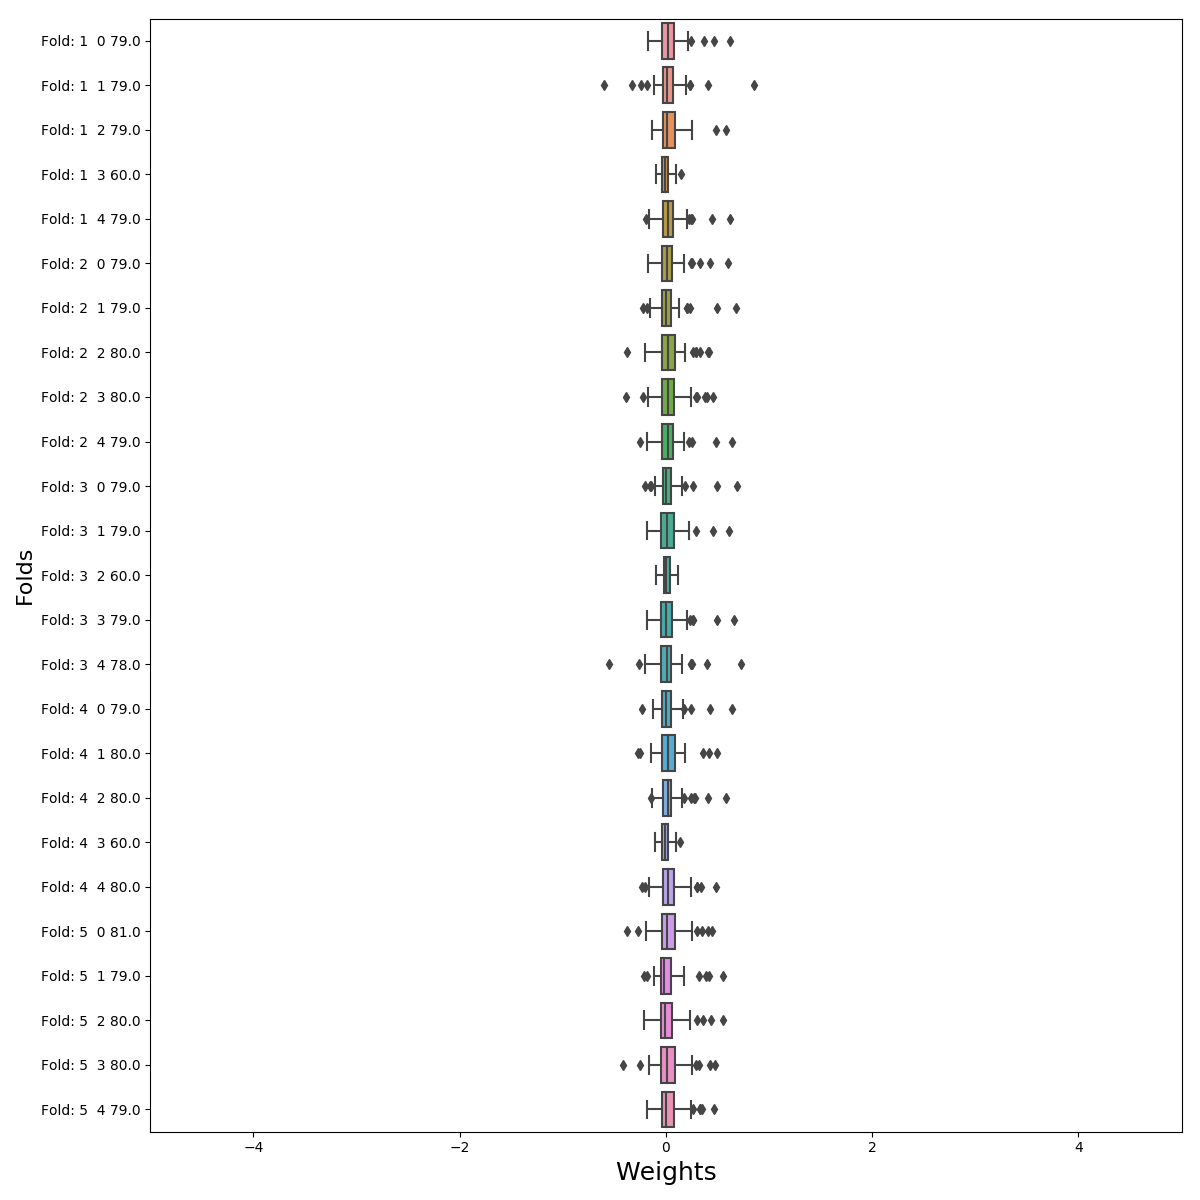 Fold: 1  0 79.0
Fold: 1  1 79.0
Fold: 1  2 79.0
Fold: 1  3 60.0
Fold: 1  4 79.0
Fold: 2  0 79.0
Fold: 2  1 79.0
Fold: 2  2 80.0
Fold: 2  3 80.0
Fold: 2  4 79.0
Fold: 3  0 79.0
Fold: 3  1 79.0
Fold: 3  2 60.0
Fold: 3  3 79.0
Fold: 3  4 78.0
Fold: 4  0 79.0
Fold: 4  1 80.0
Fold: 4  2 80.0
Fold: 4  3 60.0
Fold: 4  4 80.0
Fold: 5  0 81.0
Fold: 5  1 79.0
Fold: 5  2 80.0
Fold: 5  3 80.0
Fold: 5  4 79.0
Folds
−4 −2 0 2 4
Weights